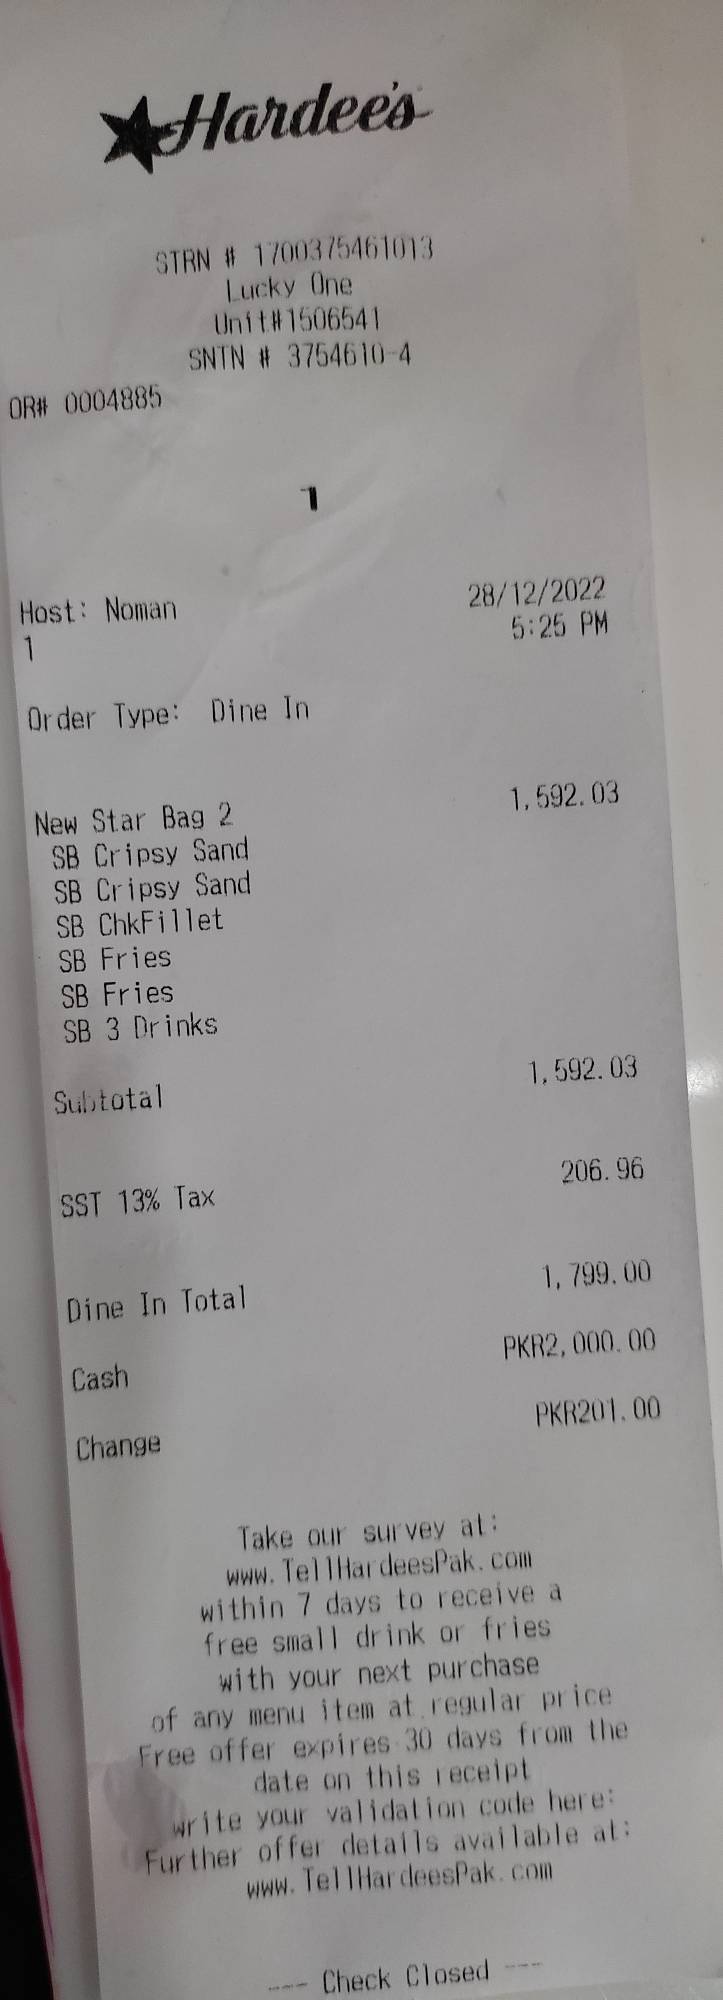 Hardee's
STRN # 1700375461013
Lucky One
Unit#1506541
SNTN # 3754610-4
OR# 0004885
1
Host: Noman 28/12/2022
1 5:25 PM
Order Type: Dine In
New Star Bag 2 1,592.03
SB Cripsy Sand
SB Cripsy Sand
SB ChkFillet
SB Fries
SB Fries
SB 3 Drinks
Subtotal 1,592.03
SST 13% Tax 206.96
Dine In Total 1,799.00
Cash PKR2,000.00
Change PKR201.00
Take our survey at:
www.TellHardeesPak.com
within 7 days to receive a
free small drink or fries
with your next purchase
of any menu item at regular price
Free offer expires 30 days from the
date on this receipt
write your validation code here:
Further offer details available at:
www.TellHardeesPak.com
--- Check Closed ---